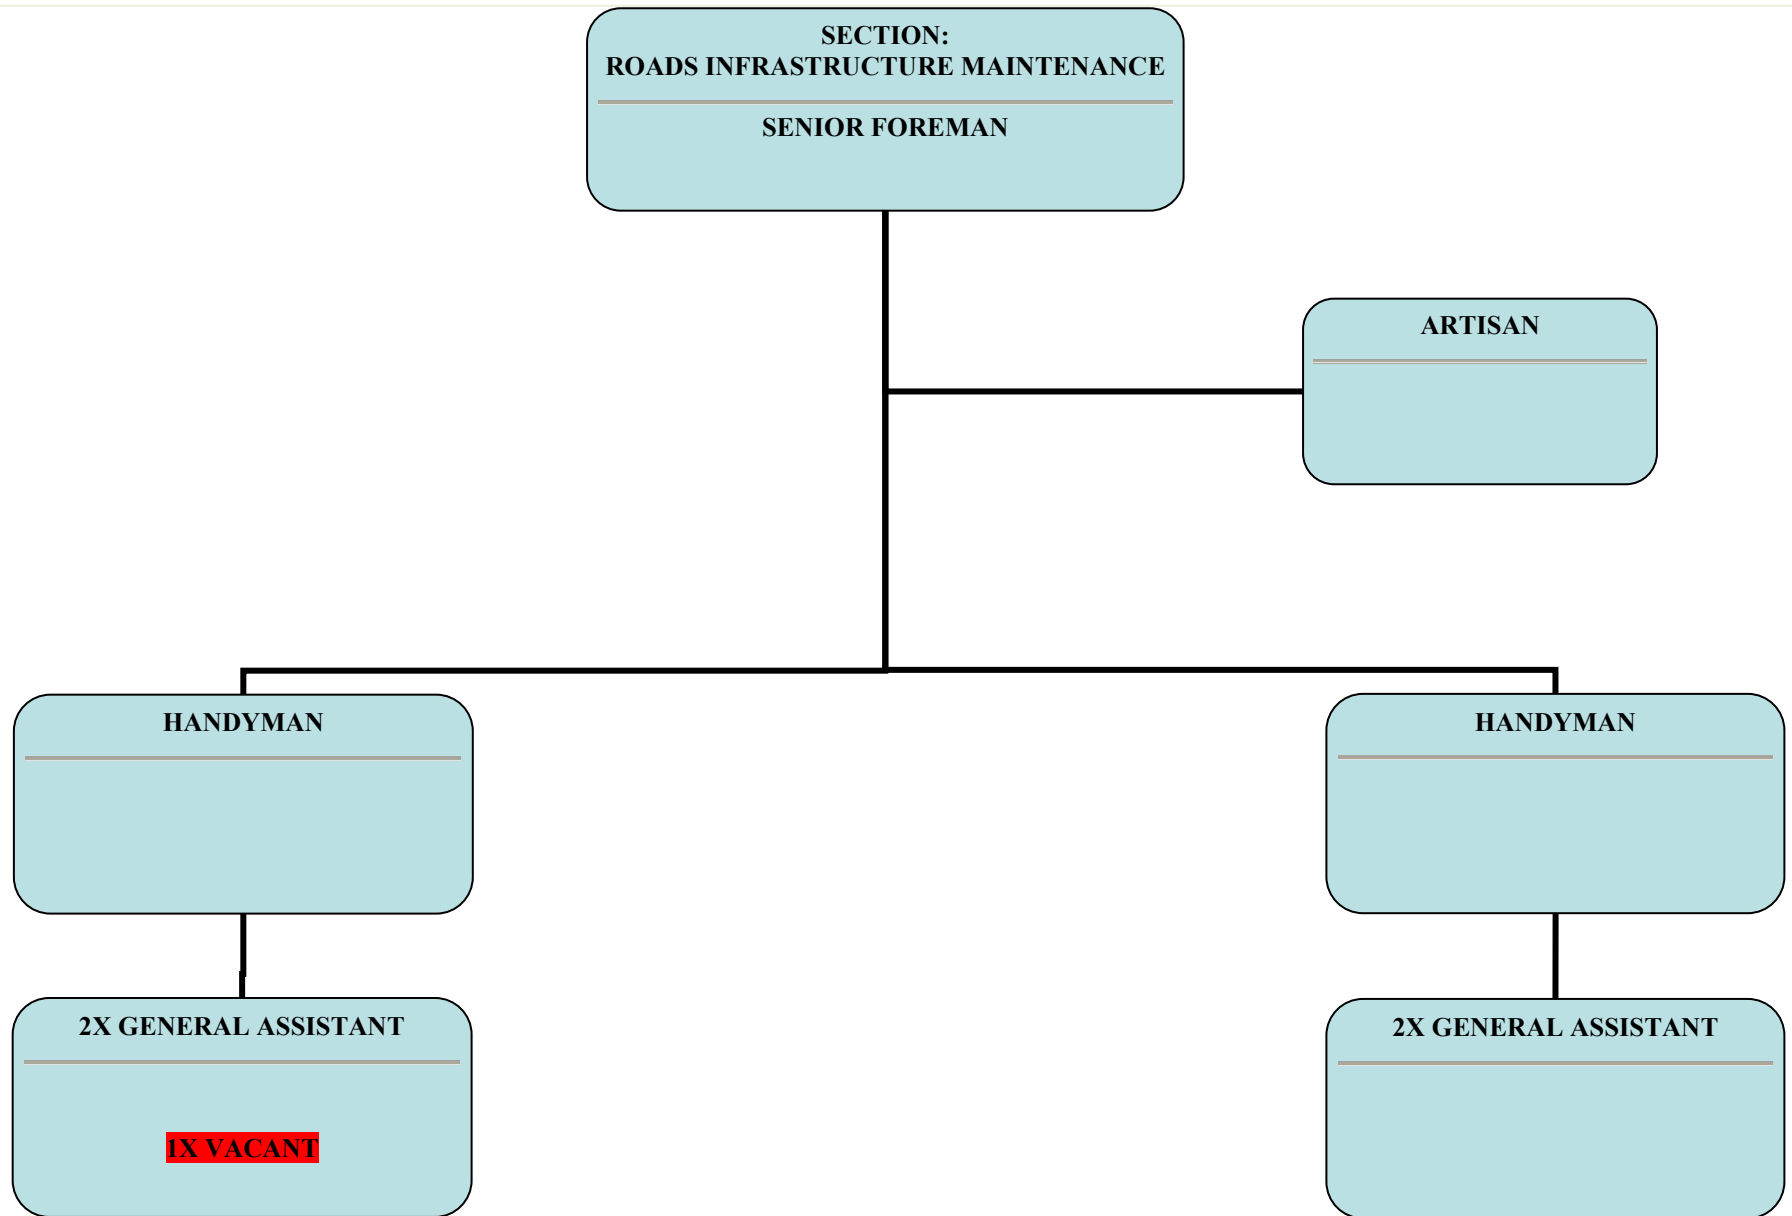 SECTION:
ROADS INFRASTRUCTURE MAINTENANCE
SENIOR FOREMAN
ARTISAN
HANDYMAN
HANDYMAN
2X GENERAL ASSISTANT
1X VACANT
2X GENERAL ASSISTANT